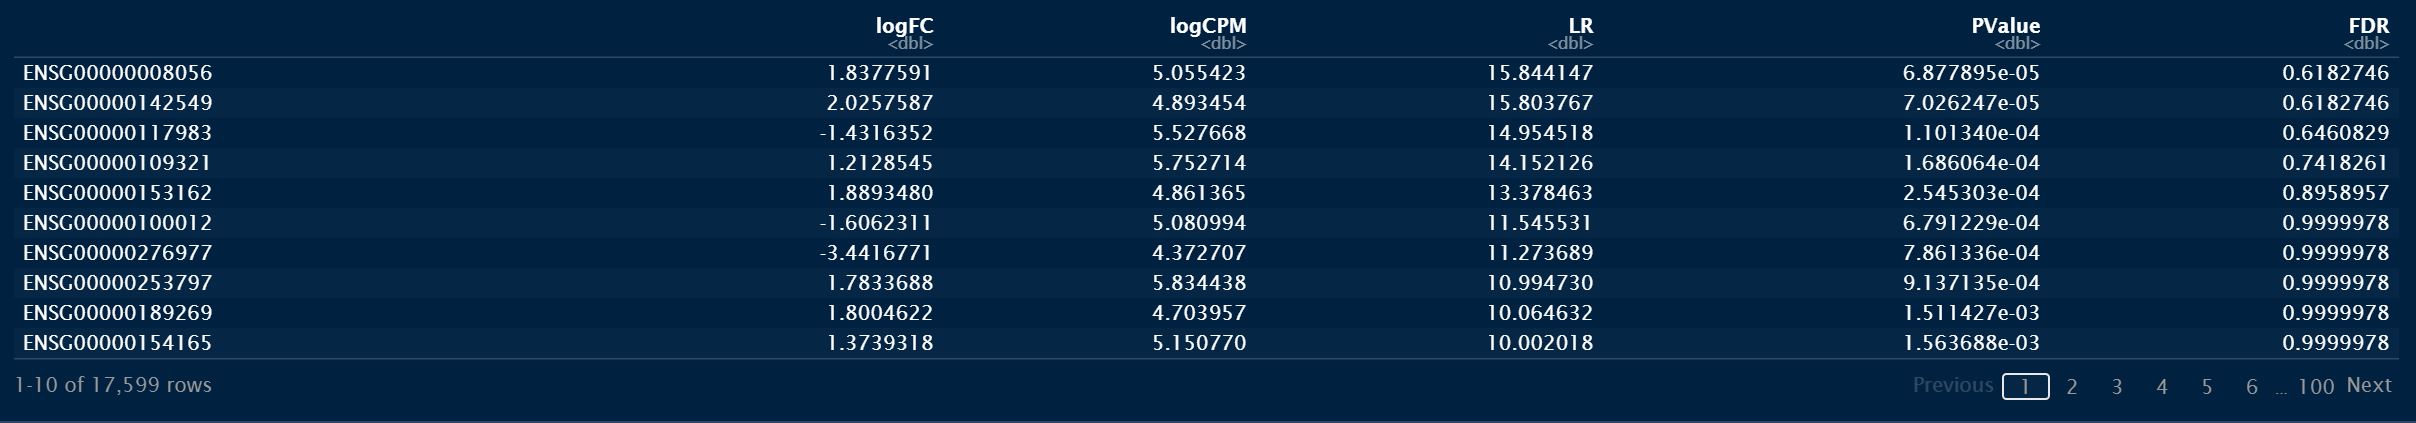 logFC logCPM LR PValue FDR
<dbl> <dbl> <dbl> <dbl> <dbl>
ENSG00000008056 1.8377591 5.055423 15.844147 6.877895e-05 0.6182746
ENSG00000142549 2.0257587 4.893454 15.803767 7.026247e-05 0.6182746
ENSG00000117983 -1.4316352 5.527668 14.954518 1.101340e-04 0.6460829
ENSG00000109321 1.2128545 5.752714 14.152126 1.686064e-04 0.7418261
ENSG00000153162 1.8893480 4.861365 13.378463 2.545303e-04 0.8958957
ENSG00000100012 -1.6062311 5.080994 11.545531 6.791229e-04 0.9999978
ENSG00000276977 -3.4416771 4.372707 11.273689 7.861336e-04 0.9999978
ENSG00000253797 1.7833688 5.834438 10.994730 9.137135e-04 0.9999978
ENSG00000189269 1.8004622 4.703957 10.064632 1.511427e-03 0.9999978
ENSG00000154165 1.3739318 5.150770 10.002018 1.563688e-03 0.9999978
1-10 of 17,599 rows Previous 1 2 3 4 5 6 ... 100 Next